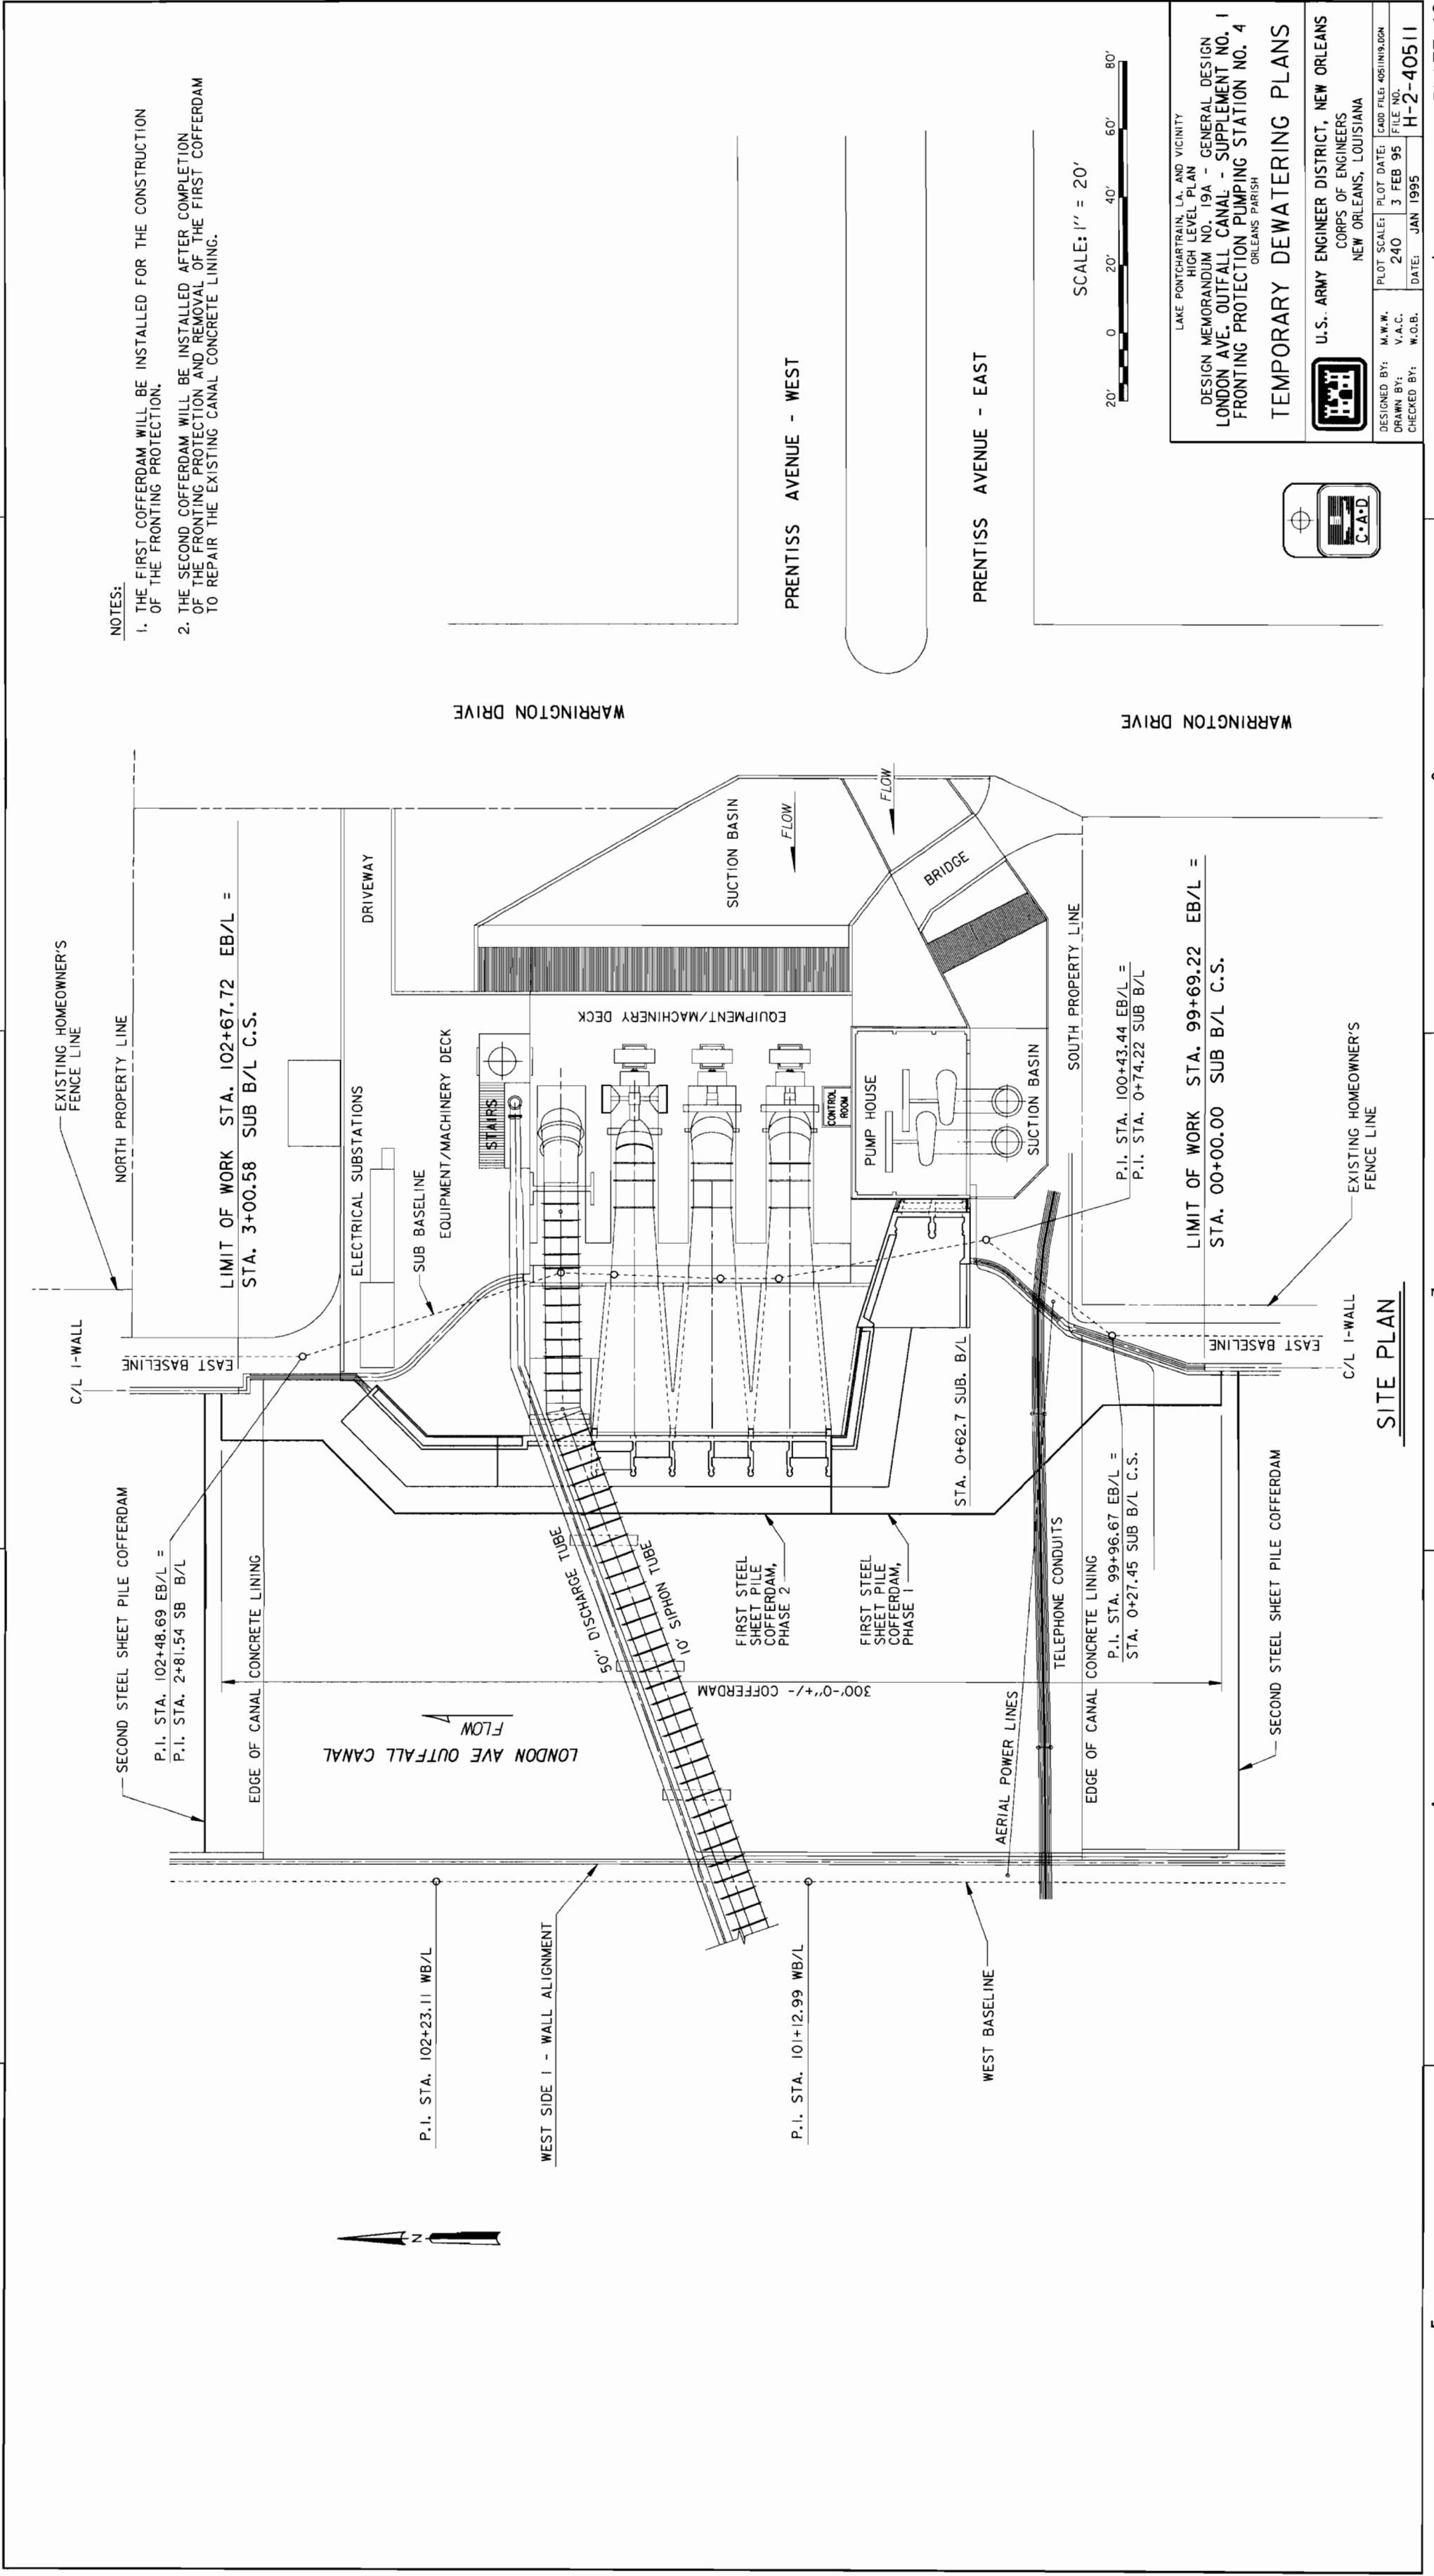 NOTES:
1. THE FIRST COFFERDAM WILL BE INSTALLED FOR THE CONSTRUCTION
OF THE FRONTING PROTECTION.
2. THE SECOND COFFERDAM WILL BE INSTALLED AFTER COMPLETION
OF THE FRONTING PROTECTION AND REMOVAL OF THE FIRST COFFERDAM
TO REPAIR THE EXISTING CANAL CONCRETE LINING.
EXISTING HOMEOWNER'S
FENCE LINE
NORTH PROPERTY LINE
C/L I-WALL
EAST BASELINE
LIMIT OF WORK STA. 102+67.72 EB/L =
STA. 3+00.58 SUB B/L C.S.
SECOND STEEL SHEET PILE COFFERDAM
P.I. STA. 102+48.69 EB/L =
P.I. STA. 2+81.54 SB B/L
EDGE OF CANAL CONCRETE LINING
DRIVEWAY
ELECTRICAL SUBSTATIONS
SUB BASELINE
EQUIPMENT/MACHINERY DECK
STAIRS
WARRINGTON DRIVE
LONDON AVE OUTFALL CANAL
FLOW
N
P.I. STA. 102+23.11 WB/L
WEST SIDE I - WALL ALIGNMENT
50" DISCHARGE TUBE
10' SIPHON TUBE
EQUIPMENT/MACHINERY DECK
SUCTION BASIN
FLOW
FLOW
BRIDGE
CONTROL
ROOM
PUMP HOUSE
SUCTION BASIN
FIRST STEEL
SHEET PILE
COFFERDAM,
PHASE 2
FIRST STEEL
SHEET PILE
COFFERDAM,
PHASE 1
300'-0"+/- COFFERDAM
P.I. STA. 101+12.99 WB/L
WEST BASELINE
STA. 0+62.7 SUB. B/L
AERIAL POWER LINES
TELEPHONE CONDUITS
EDGE OF CANAL CONCRETE LINING
P.I. STA. 99+96.67 EB/L =
STA. 0+27.45 SUB B/L C.S.
SOUTH PROPERTY LINE
P.I. STA. 100+43.44 EB/L =
P.I. STA. 0+74.22 SUB B/L
LIMIT OF WORK STA. 99+69.22 EB/L =
STA. 00+00.00 SUB B/L C.S.
EAST BASELINE
C/L I-WALL
EXISTING HOMEOWNER'S
FENCE LINE
SECOND STEEL SHEET PILE COFFERDAM
WARRINGTON DRIVE
PRENTISS AVENUE - WEST
PRENTISS AVENUE - EAST
SITE PLAN
SCALE: 1" = 20'
20' 0 20' 40' 60' 80'
C•A•D
LAKE PONTCHARTRAIN, LA. AND VICINITY
HIGH LEVEL PLAN
DESIGN MEMORANDUM NO. 19A - GENERAL DESIGN
LONDON AVE. OUTFALL CANAL - SUPPLEMENT NO. 1
FRONTING PROTECTION PUMPING STATION NO. 4
ORLEANS PARISH
TEMPORARY DEWATERING PLANS
U.S. ARMY ENGINEER DISTRICT, NEW ORLEANS
CORPS OF ENGINEERS
NEW ORLEANS, LOUISIANA
DESIGNED BY: M.W.W.
DRAWN BY: V.A.C.
CHECKED BY: W.O.B.
PLOT SCALE: 240
PLOT DATE: 3 FEB 95
CADD FILE: 40511N19.DGN
DATE: JAN 1995
FILE NO. H-2-40511